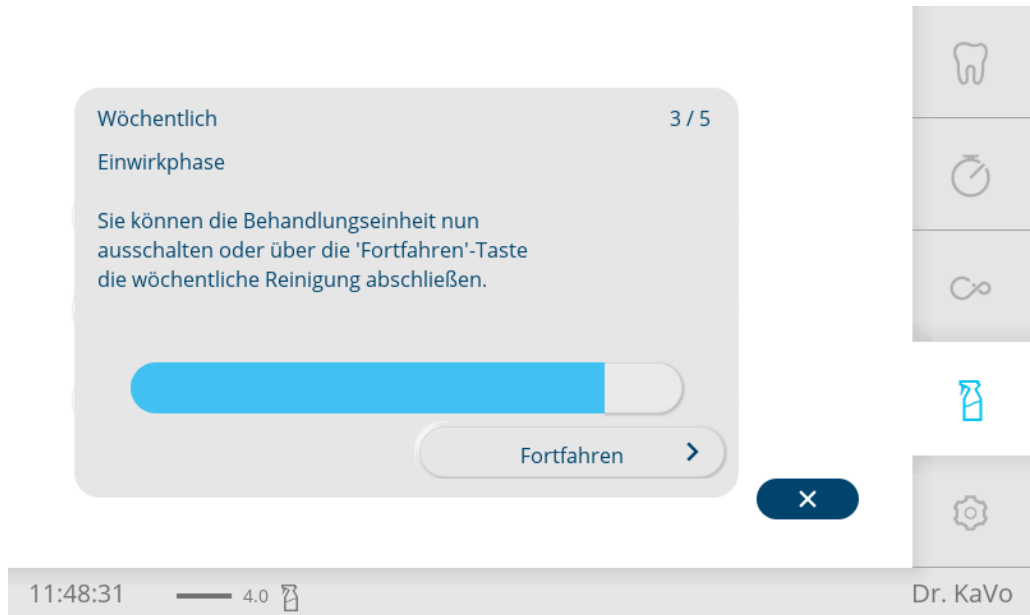 Wöchentlich 3 / 5
Einwirkphase
Sie können die Behandlungseinheit nun
ausschalten oder über die 'Fortfahren'-Taste
die wöchentliche Reinigung abschließen.
Fortfahren
11:48:31 4.0 Dr. KaVo